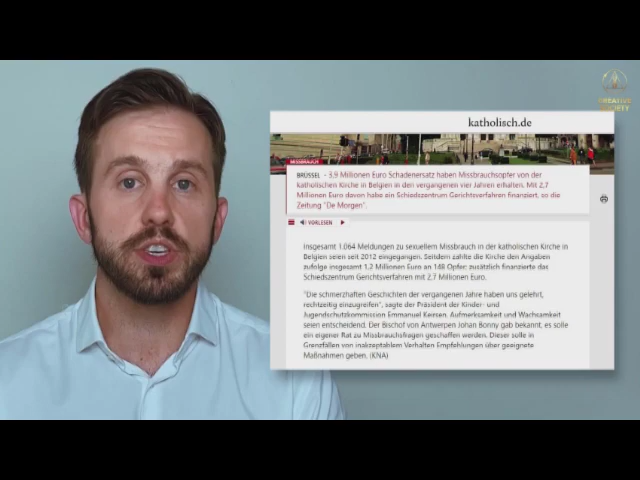 CREATIVE
SOCIETY
katholisch.de
MISSBRAUCH
BRÜSSEL - 3,9 Millionen Euro Schadenersatz haben Missbrauchsopfer von der
katholischen Kirche in Belgien in den vergangenen vier Jahren erhalten. Mit 2,7
Millionen Euro davon habe ein Schiedszentrum Gerichtsverfahren finanziert, so die
Zeitung "De Morgen".
VORLESEN
Insgesamt 1.064 Meldungen zu sexuellem Missbrauch in der katholischen Kirche in
Belgien seien seit 2012 eingegangen. Seitdem zahlte die Kirche den Angaben
zufolge insgesamt 1,2 Millionen Euro an 148 Opfer; zusätzlich finanzierte das
Schiedszentrum Gerichtsverfahren mit 2,7 Millionen Euro.
"Die schmerzhaften Geschichten der vergangenen Jahre haben uns gelehrt,
rechtzeitig einzugreifen", sagte der Präsident der Kinder- und
Jugendschutzkommission Emmanuel Keersen. Aufmerksamkeit und Wachsamkeit
seien entscheidend. Der Bischof von Antwerpen Johan Bonny gab bekannt, es solle
ein eigener Rat zu Missbrauchsfragen geschaffen werden. Dieser solle in
Grenzfällen von inakzeptablem Verhalten Empfehlungen über geeignete
Maßnahmen geben. (KNA)